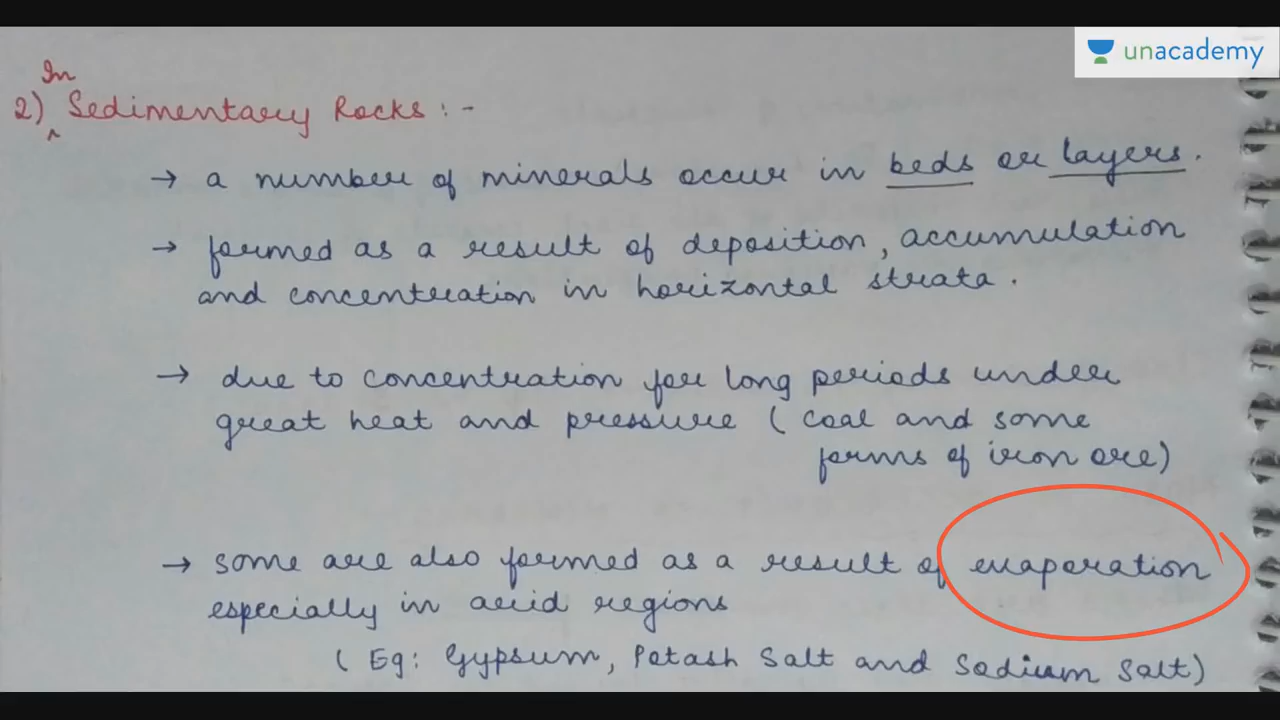 unacademy
In
2) Sedimentary Rocks :-
→ a number of minerals occur in beds or layers.
→ formed as a result of deposition, accumulation
and concentration in horizontal strata.
→ due to concentration for long periods under
great heat and pressure ( coal and some
forms of iron ore)
→ some are also formed as a result of evaporation
especially in arid regions
( Eg: Gypsum, Potash Salt and Sodium Salt)